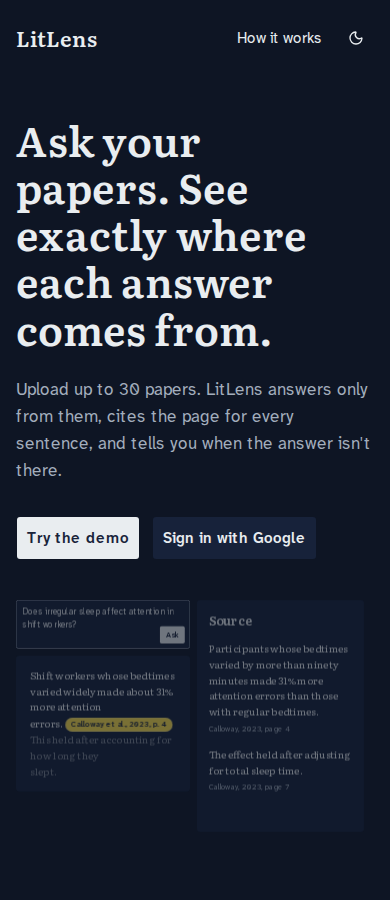 LitLens
How it works
Ask your
papers. See
exactly where
each answer
comes from.
Upload up to 30 papers. LitLens answers only
from them, cites the page for every
sentence, and tells you when the answer isn't
there.
Try the demo
Sign in with Google
Does irregular sleep affect attention in
shift workers?
Ask
Shift workers whose bedtimes
varied widely made about 31%
more attention
errors. Calloway et al., 2023, p. 4
This held after accounting for
how long they
slept.
Source
Participants whose bedtimes
varied by more than ninety
minutes made 31% more
attention errors than those
with regular bedtimes.
Calloway, 2023, page 4
The effect held after adjusting
for total sleep time.
Calloway, 2023, page 7